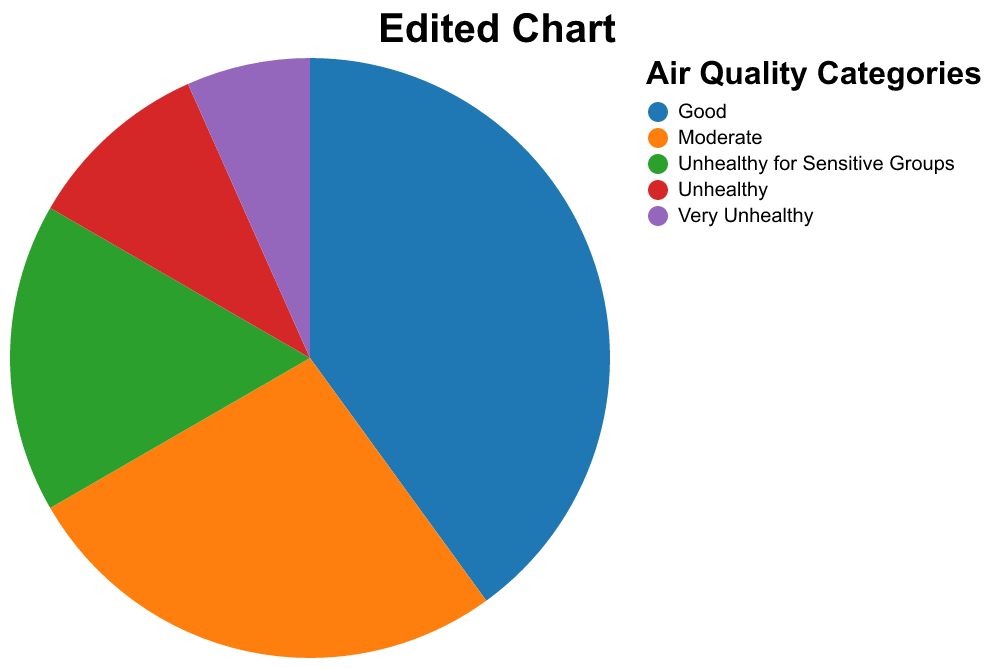 Edited Chart
Air Quality Categories
Good
Moderate
Unhealthy for Sensitive Groups
Unhealthy
Very Unhealthy